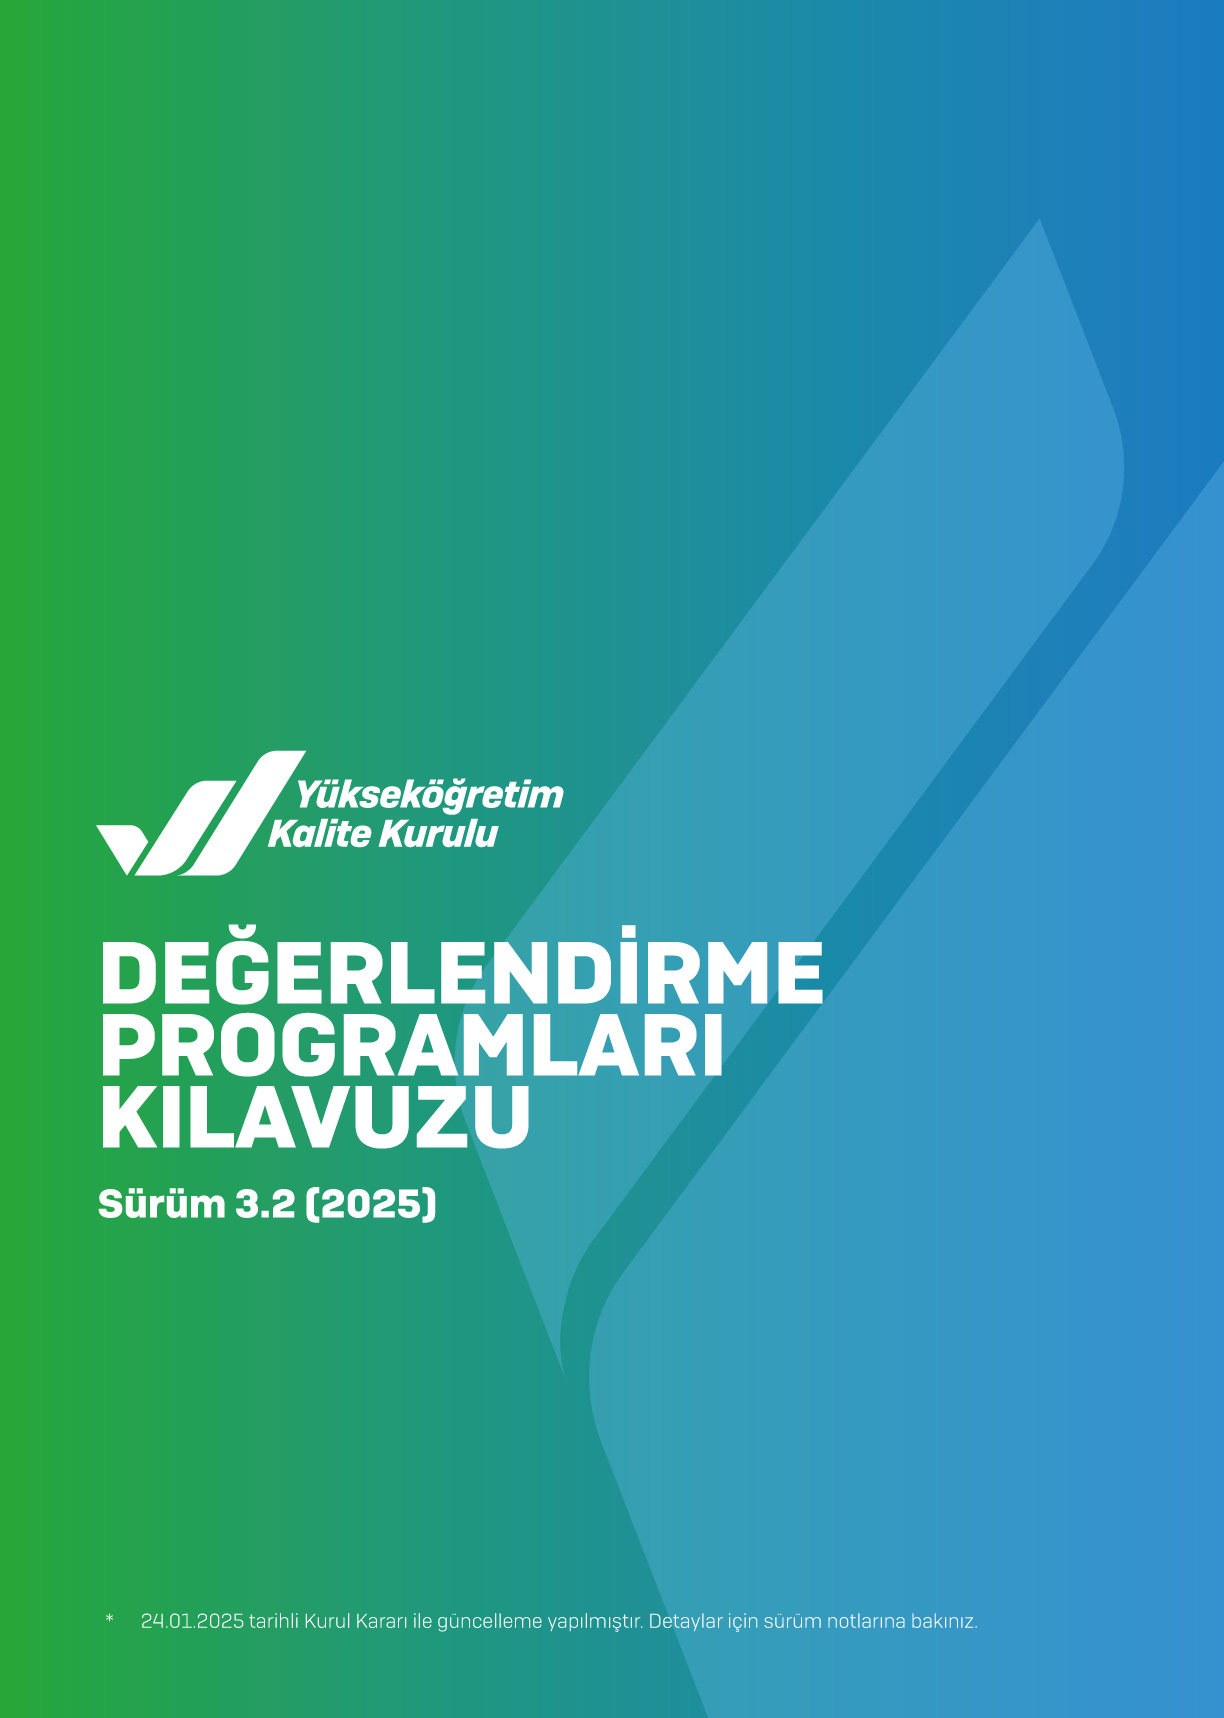 Yükseköğretim
Kalite Kurulu
DEĞERLENDİRME
PROGRAMLARI
KILAVUZU
Sürüm 3.2 (2025)
* 24.01.2025 tarihli Kurul Kararı ile güncelleme yapılmıştır. Detaylar için sürüm notlarına bakınız.